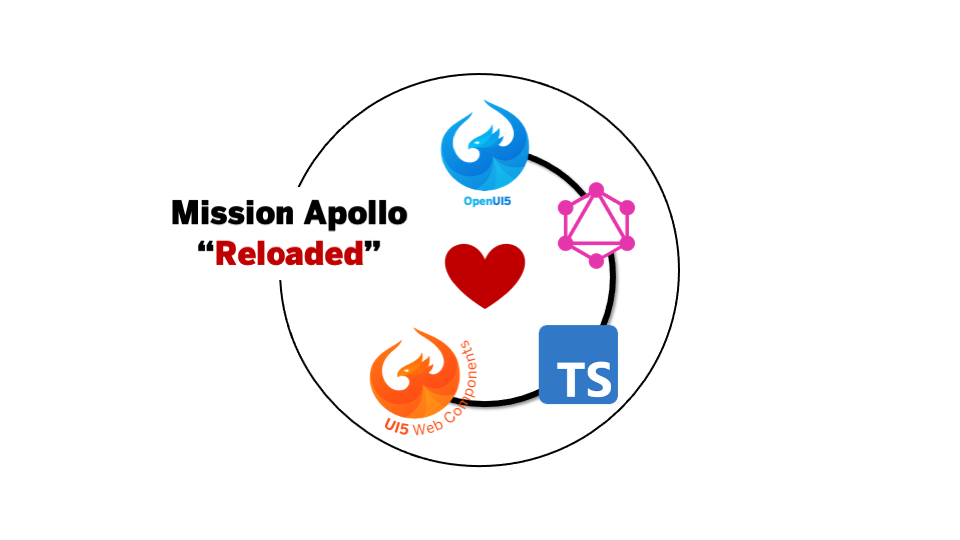 OpenUI5
Mission Apollo
“Reloaded”
TS
UI5 Web Components